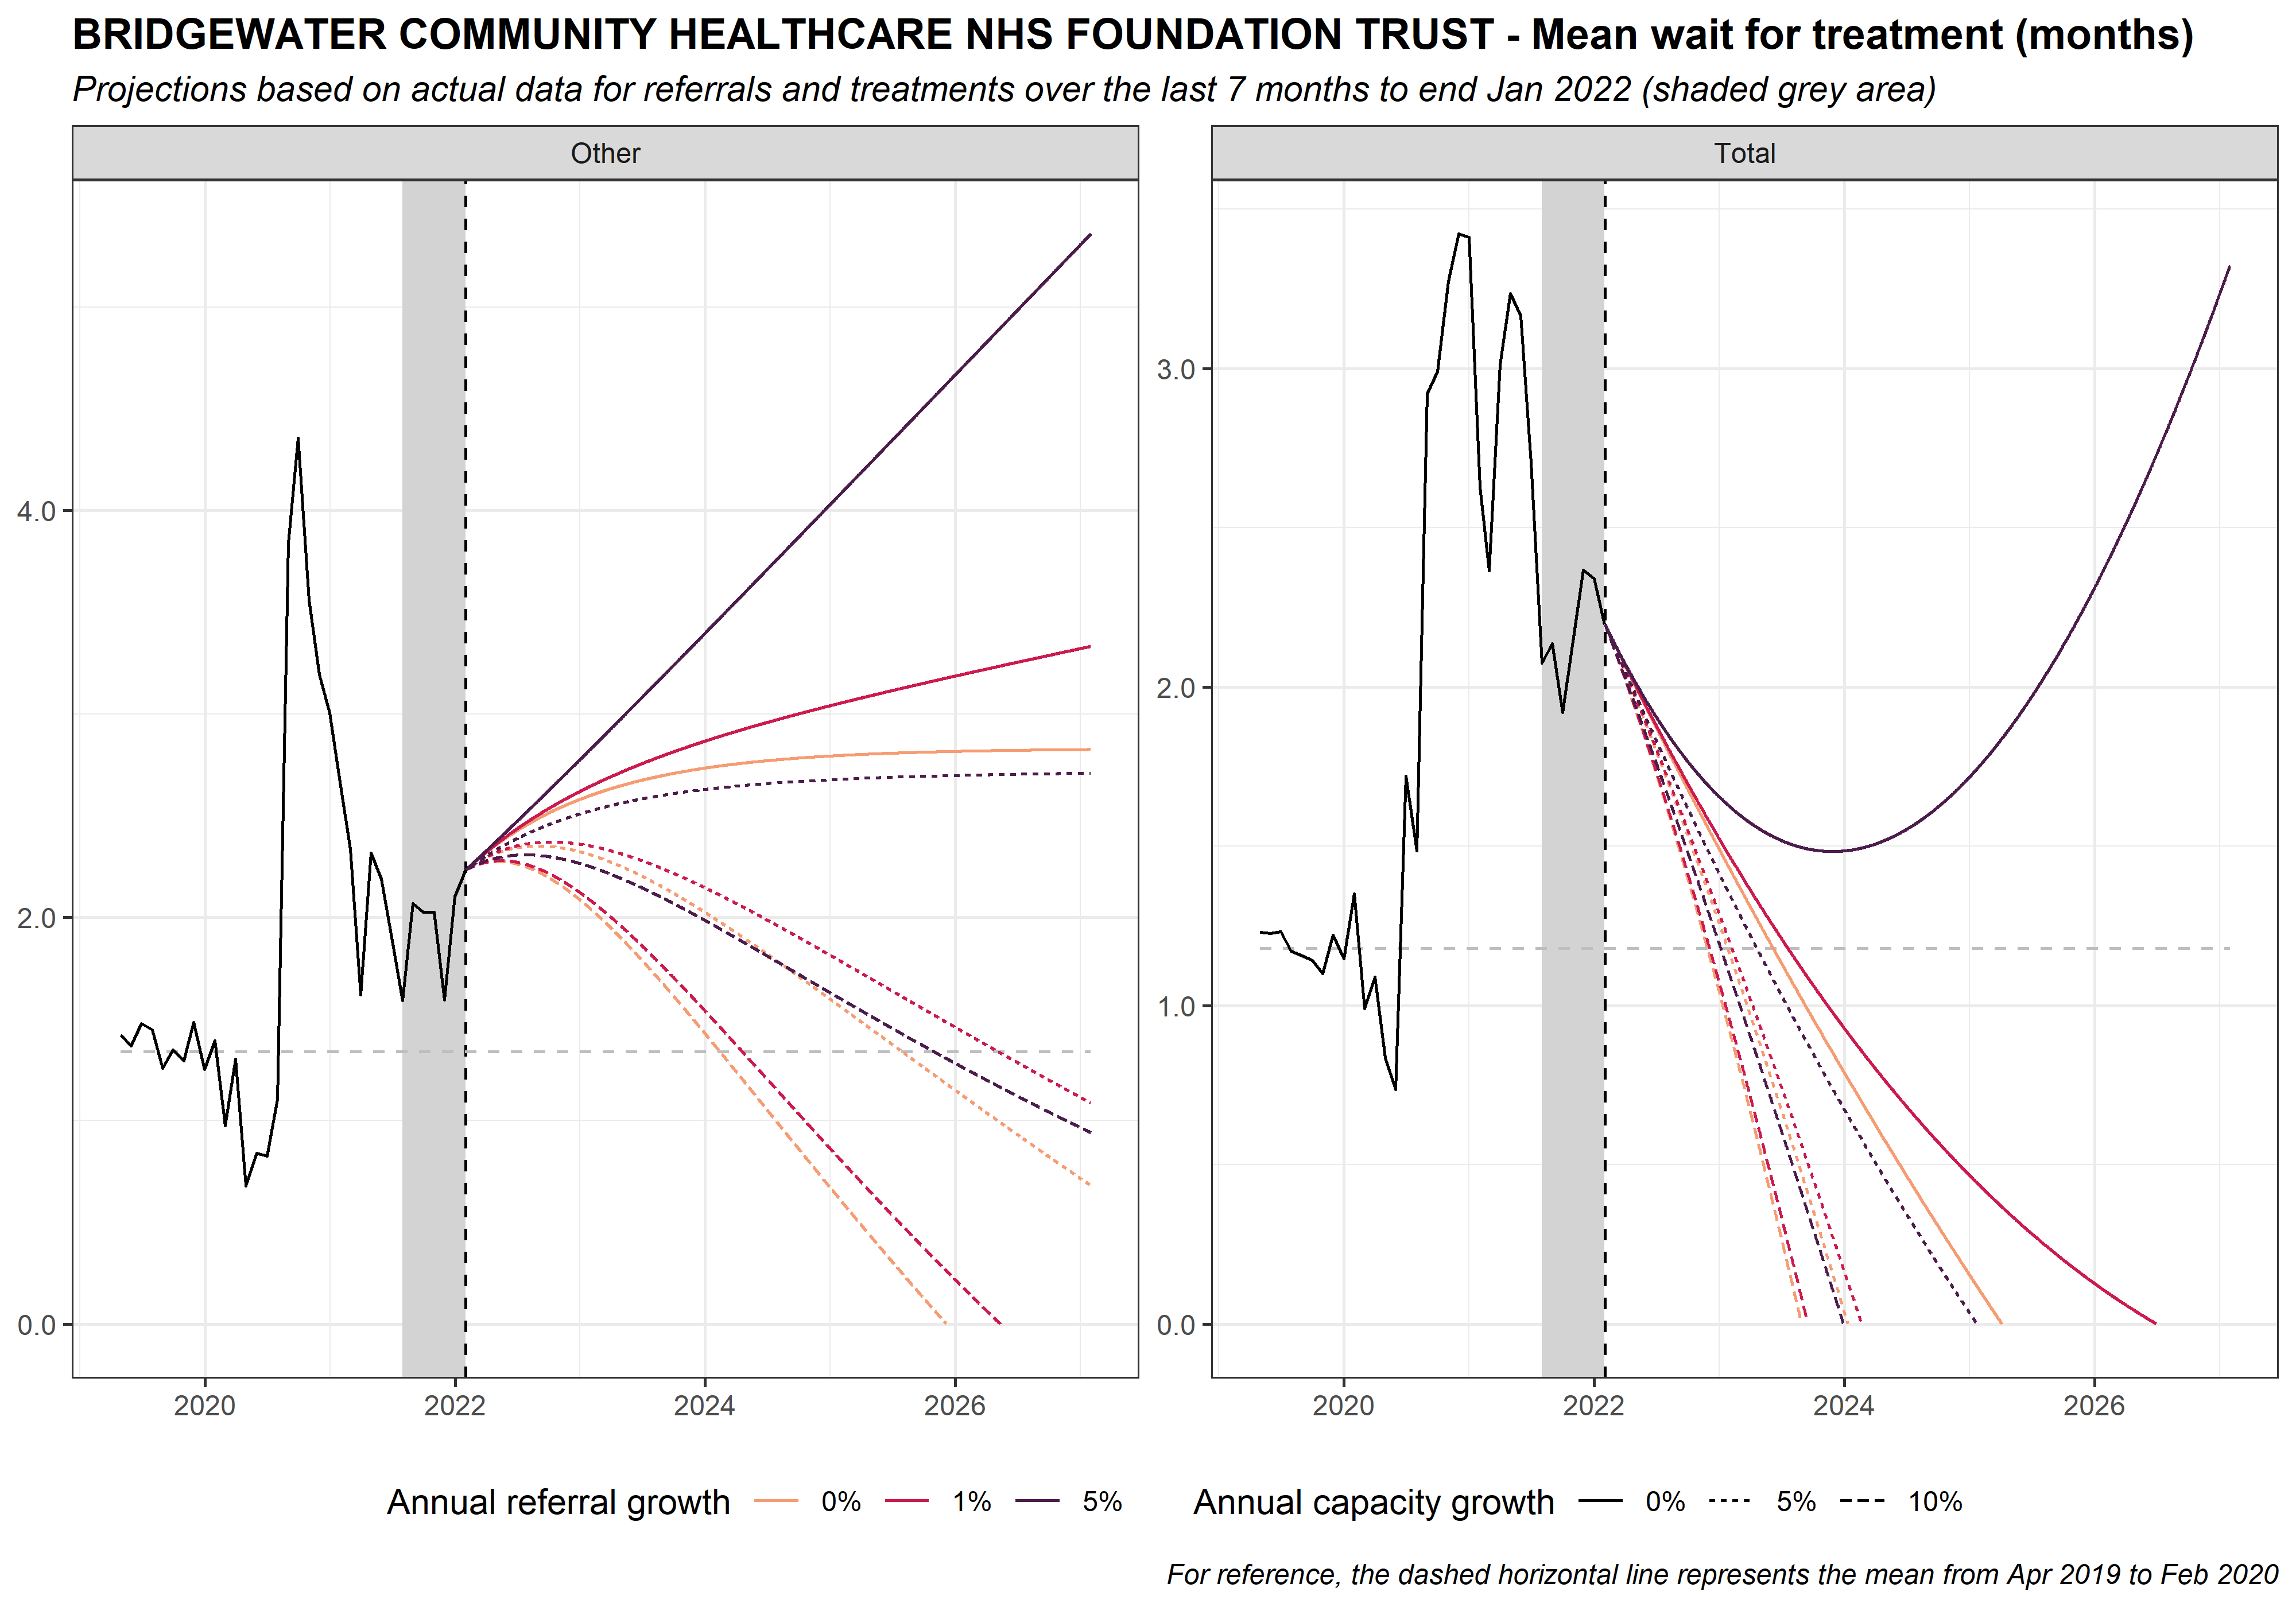 BRIDGEWATER COMMUNITY HEALTHCARE NHS FOUNDATION TRUST - Mean wait for treatment (months)
Projections based on actual data for referrals and treatments over the last 7 months to end Jan 2022 (shaded grey area)
Other
4.0
2.0
0.0
2020 2022 2024 2026
Total
3.0
2.0
1.0
0.0
2020 2022 2024 2026
Annual referral growth 0% 1% 5%
Annual capacity growth 0% 5% 10%
For reference, the dashed horizontal line represents the mean from Apr 2019 to Feb 2020